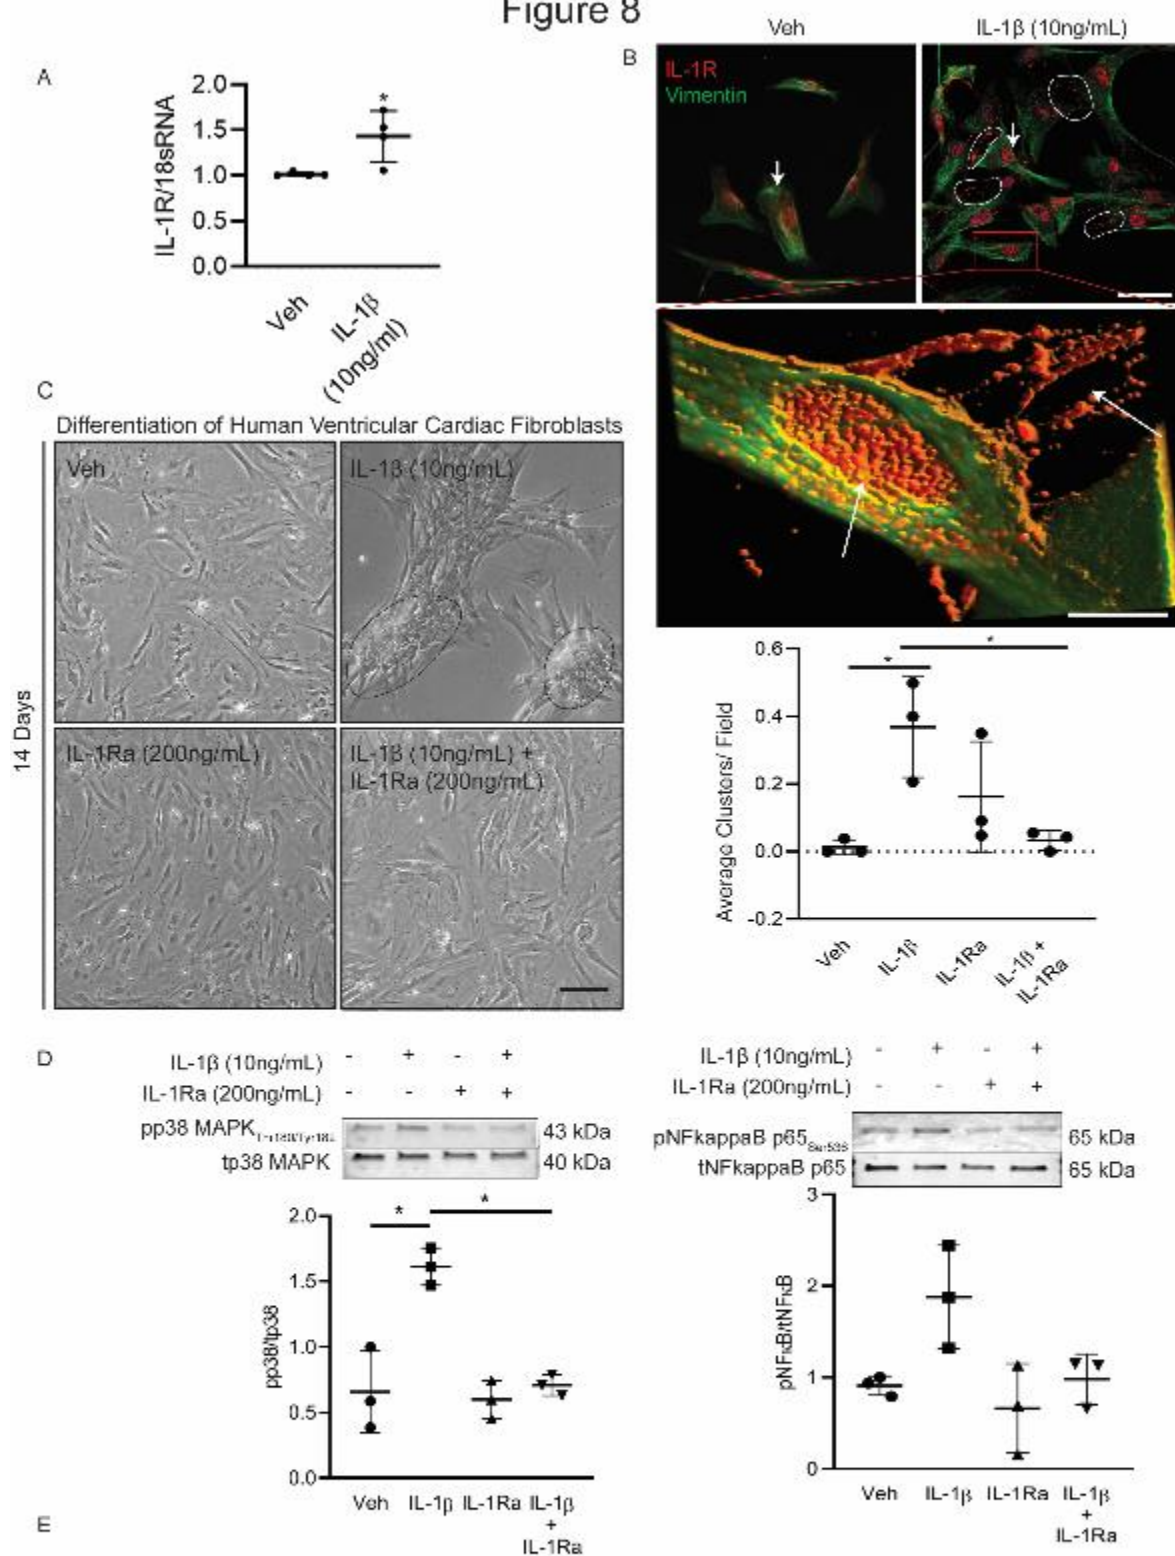 Figure 8
A
IL-1R/18sRNA
2.0
1.5
1.0
0.5
0.0
*
Veh
IL-1β
(10ng/ml)
B
Veh
IL-1β (10ng/mL)
IL-1R
Vimentin
C
Differentiation of Human Ventricular Cardiac Fibroblasts
14 Days
Veh
IL-1β (10ng/mL)
IL-1Ra (200ng/mL)
IL-1β (10ng/mL) +
IL-1Ra (200ng/mL)
Average Clustors/ Field
0.6
0.4
0.2
0.0
-0.2
*
*
Veh
IL-1β
IL-1Ra
IL-1β +
IL-1Ra
D
IL-1β (10ng/mL) - + - +
IL-1Ra (200ng/mL) - - + +
pp38 MAPK 43 kDa
tp38 MAPK 40 kDa
pp38/tp38
2.0
1.5
1.0
0.5
0.0
*
*
Veh IL-1β IL-1Ra IL-1β
+
IL-1Ra
IL-1β (10ng/mL) - + - +
IL-1Ra (200ng/mL) - - + +
pNFkappaB p65Ser536 65 kDa
tNFkappaB p65 65 kDa
pNFκB/tNFκB
3
2
1
0
Veh IL-1β IL-1Ra IL-1β
+
IL-1Ra
E